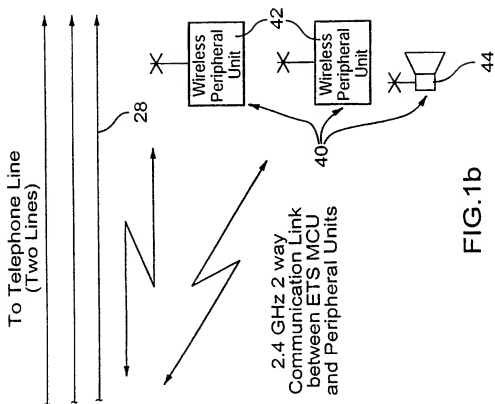 To Telephone Line
(Two Lines)
28
Wireless
Peripheral
Unit
42
Wireless
Peripheral
Unit
40
44
2.4 GHz 2 way
Communication Link
between ETS MCU
and Peripheral Units
FIG.1b